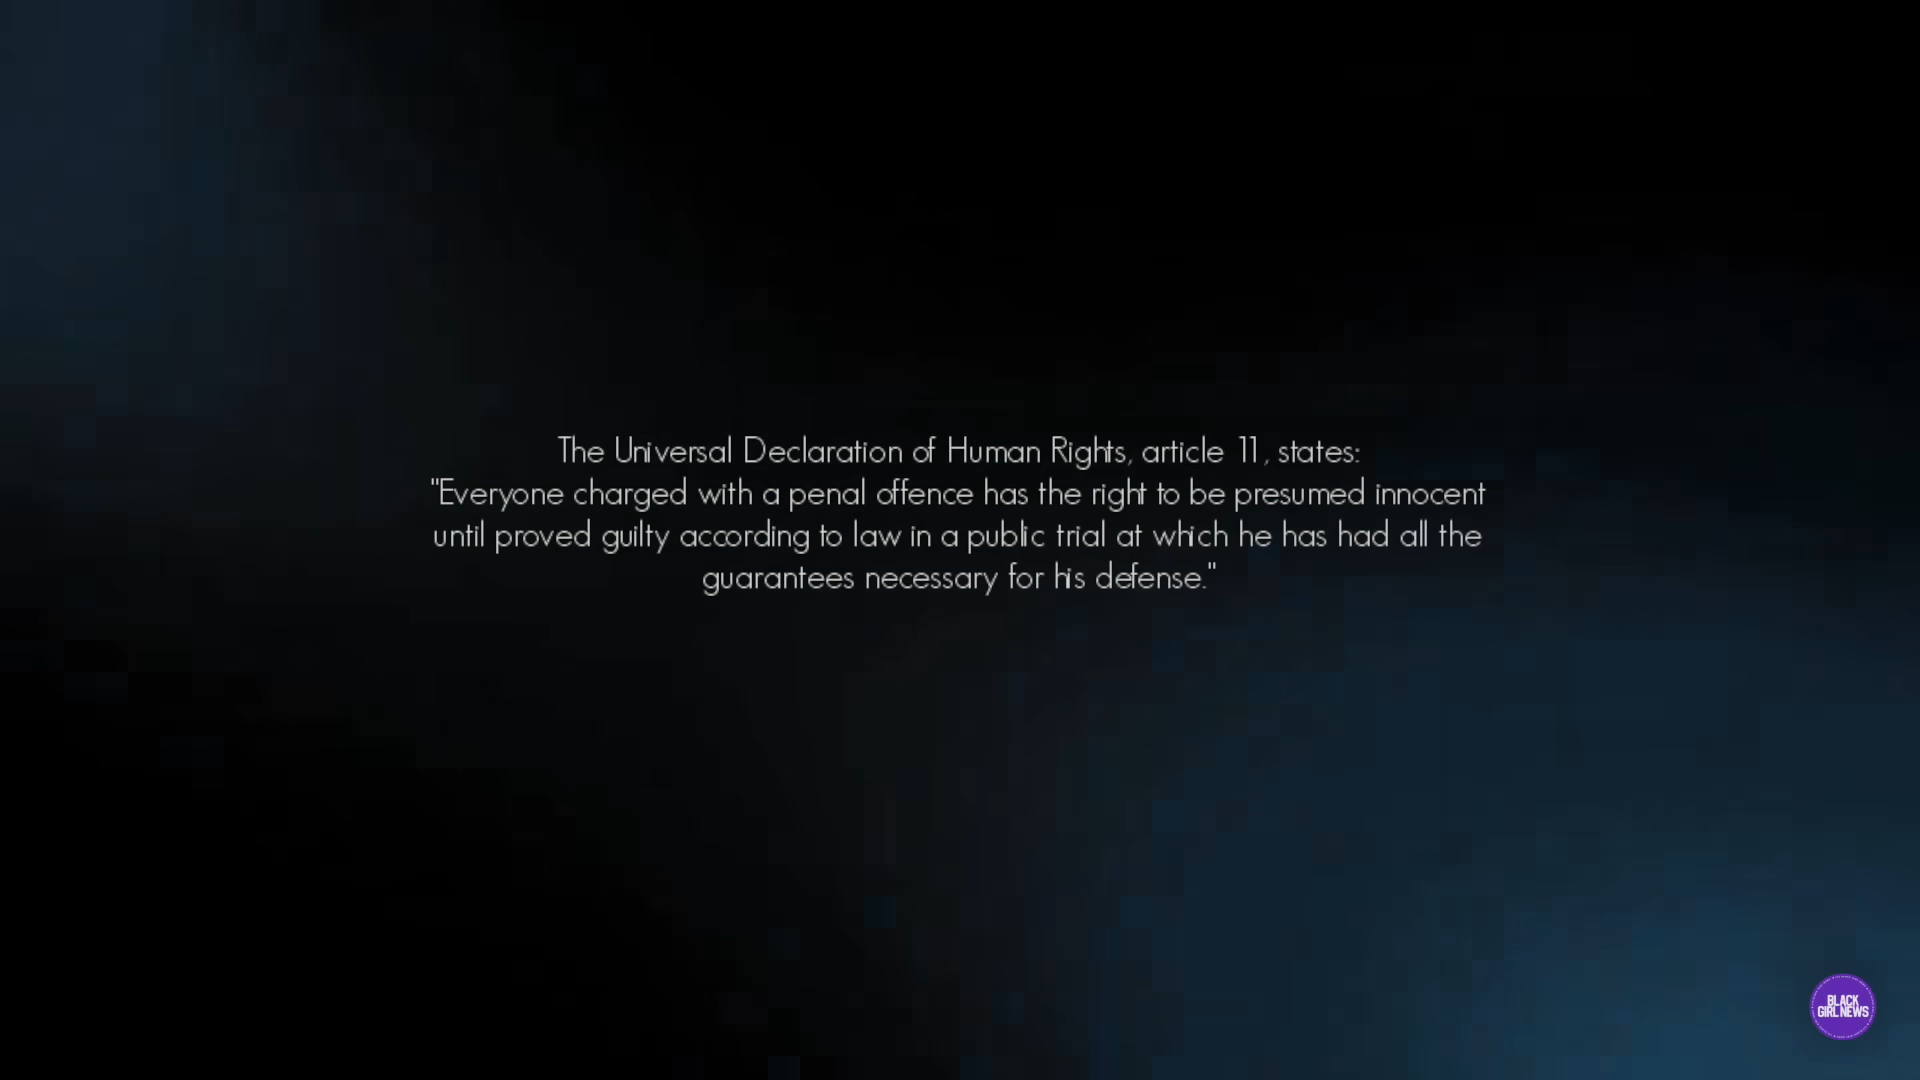 The Universal Declaration of Human Rights, article 11, states:
"Everyone charged with a penal offence has the right to be presumed innocent
until proved guilty according to law in a public trial at which he has had all the
guarantees necessary for his defense."
BLACK
GIRL NEWS